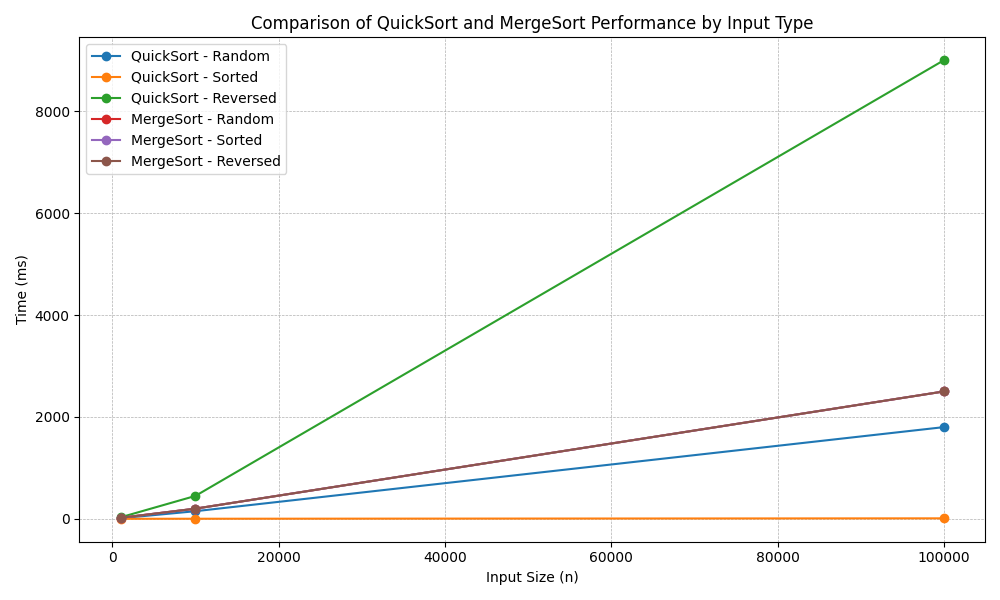 Comparison of QuickSort and MergeSort Performance by Input Type
QuickSort - Random
QuickSort - Sorted
QuickSort - Reversed
MergeSort - Random
MergeSort - Sorted
MergeSort - Reversed
Time (ms)
8000
6000
4000
2000
0
0 20000 40000 60000 80000 100000
Input Size (n)